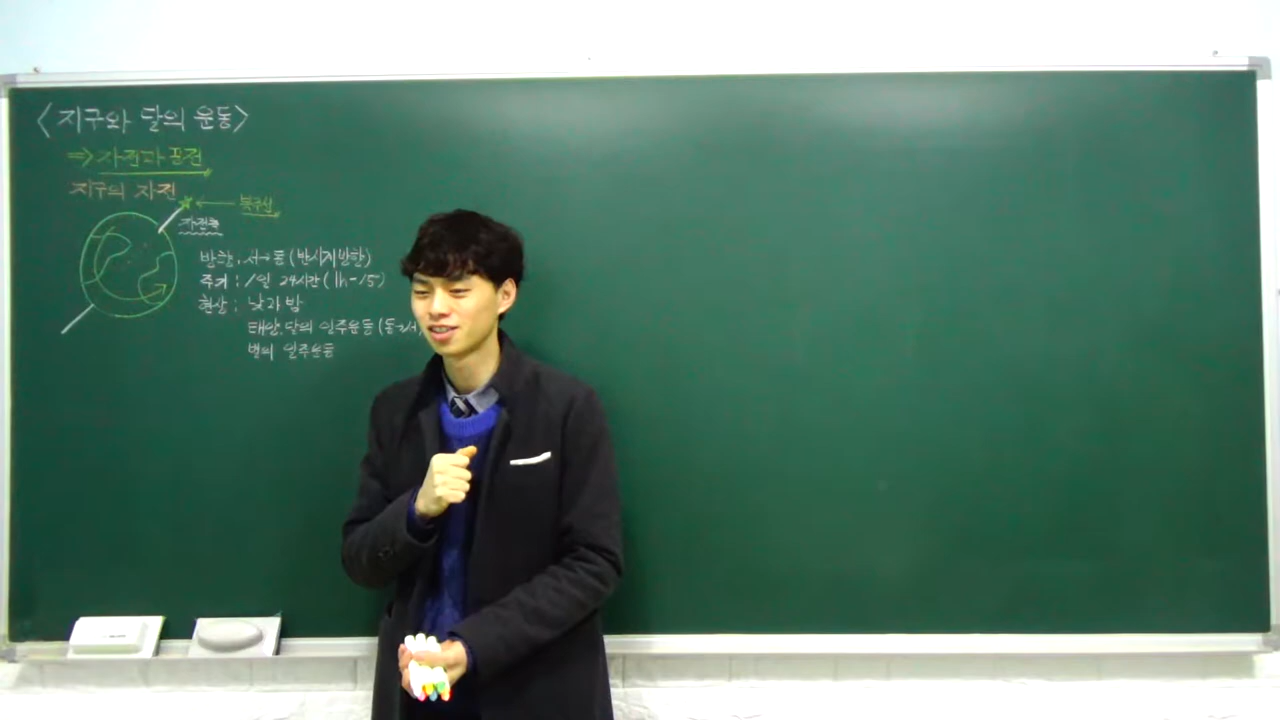 <지구와 달의 운동>
=> 자전과 공전
지구의 자전
북극성
자전축
방향: 서→동 (반시계방향)
주기: 1일 24시간 (1h-15°)
현상: 낮과 밤
태양, 달의 일주운동 (동→서)
별의 일주운동